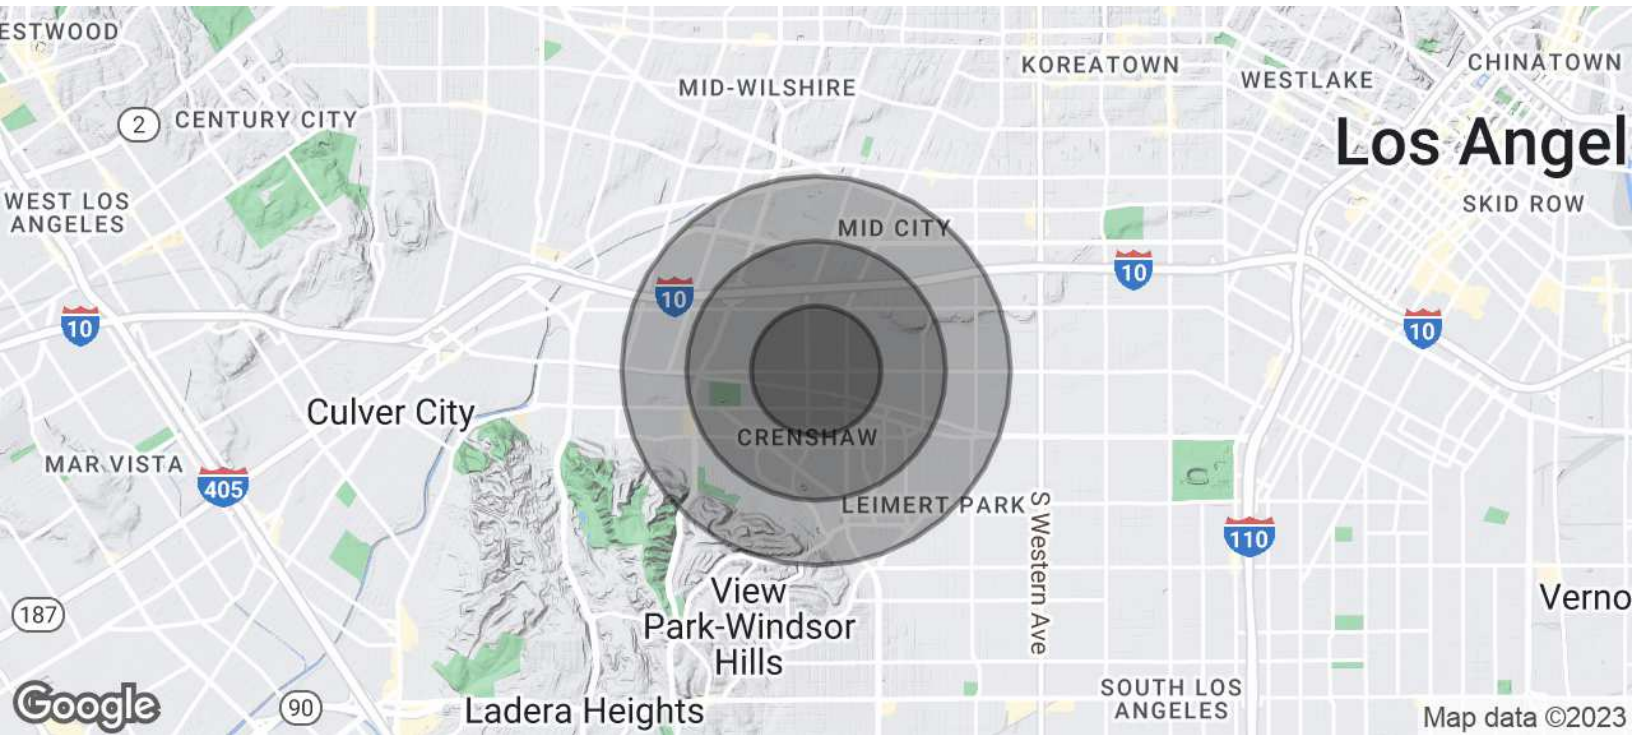 ESTWOOD
CHINATOWN
KOREATOWN
WESTLAKE
MID-WILSHIRE
2
CENTURY CITY
Los Angel
WEST LOS
ANGELES
SKID ROW
MID CITY
10
10
10
10
Culver City
CRENSHAW
MAR VISTA
405
LEIMERT PARK
S Western Ave
110
View
Park-Windsor
Hills
Verno
187
SOUTH LOS
ANGELES
Google
90
Ladera Heights
Map data ©2023